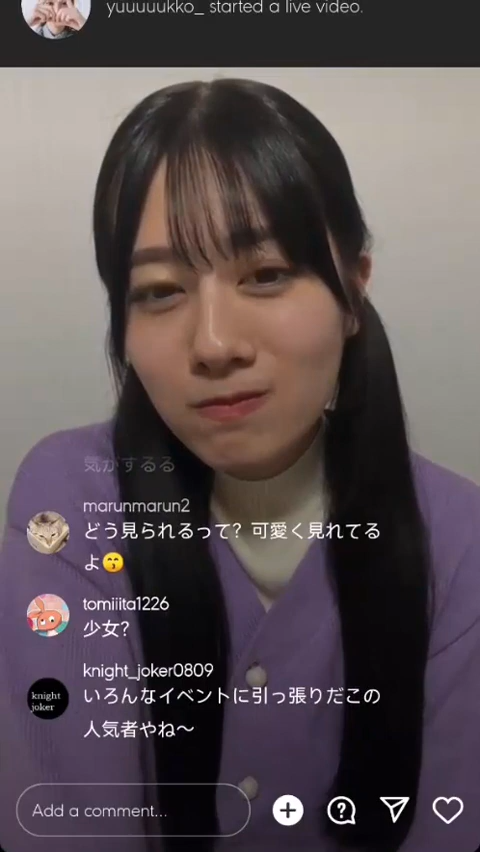 yuuuuukko_ started a live video.
気がするる
marunmarun2
どう見られるって？可愛く見れてる
よ😙
tomiiita1226
少女？
knight_joker0809
knight
joker
いろんなイベントに引っ張りだこの
人気者やね〜
Add a comment...